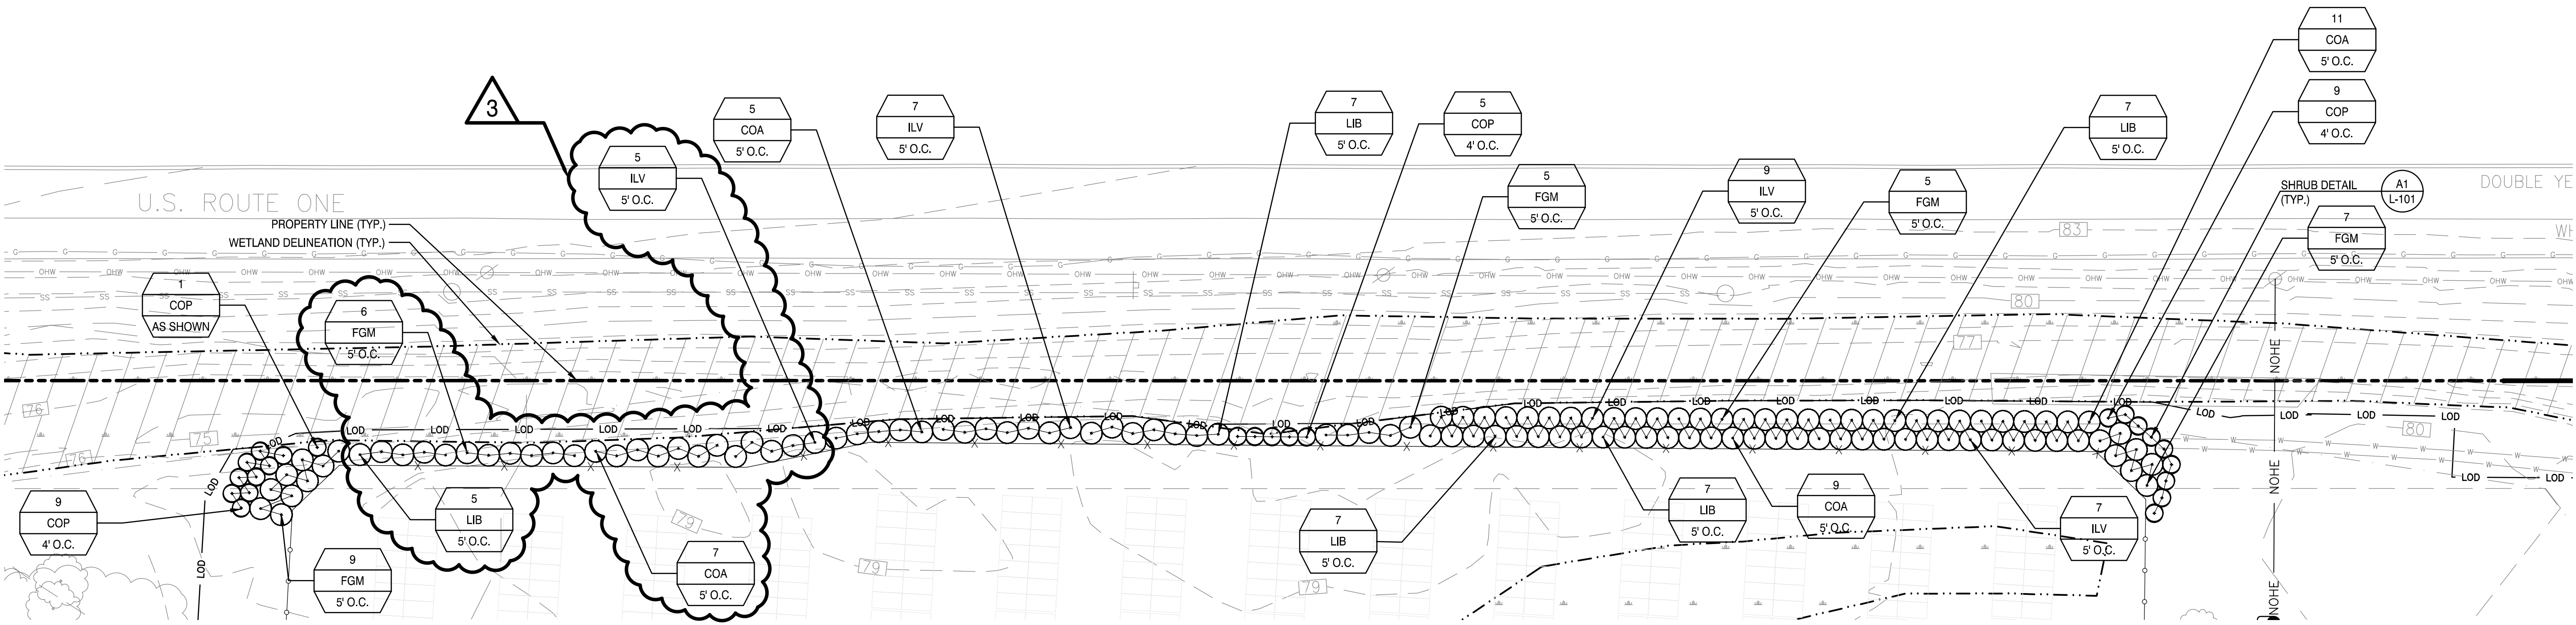 11
COA
5' O.C.
9
COP
4' O.C.
3
5
COA
5' O.C.
7
ILV
5' O.C.
7
LIB
5' O.C.
5
COP
4' O.C.
7
LIB
5' O.C.
5
ILV
5' O.C.
5
FGM
5' O.C.
9
ILV
5' O.C.
5
FGM
5' O.C.
SHRUB DETAIL
(TYP.)
A1
L-101
DOUBLE YE
U.S. ROUTE ONE
PROPERTY LINE (TYP.)
WETLAND DELINEATION (TYP.)
7
FGM
5' O.C.
83
WH
1
COP
AS SHOWN
6
FGM
5' O.C.
80
77
76
75
76
80
NOHE
NOHE
NOHE
G
OHW
SS
W
X
LOD
9
COP
4' O.C.
5
LIB
5' O.C.
79
7
LIB
5' O.C.
7
LIB
5' O.C.
9
COA
5' O.C.
7
ILV
5' O.C.
9
FGM
5' O.C.
7
COA
5' O.C.
79
79